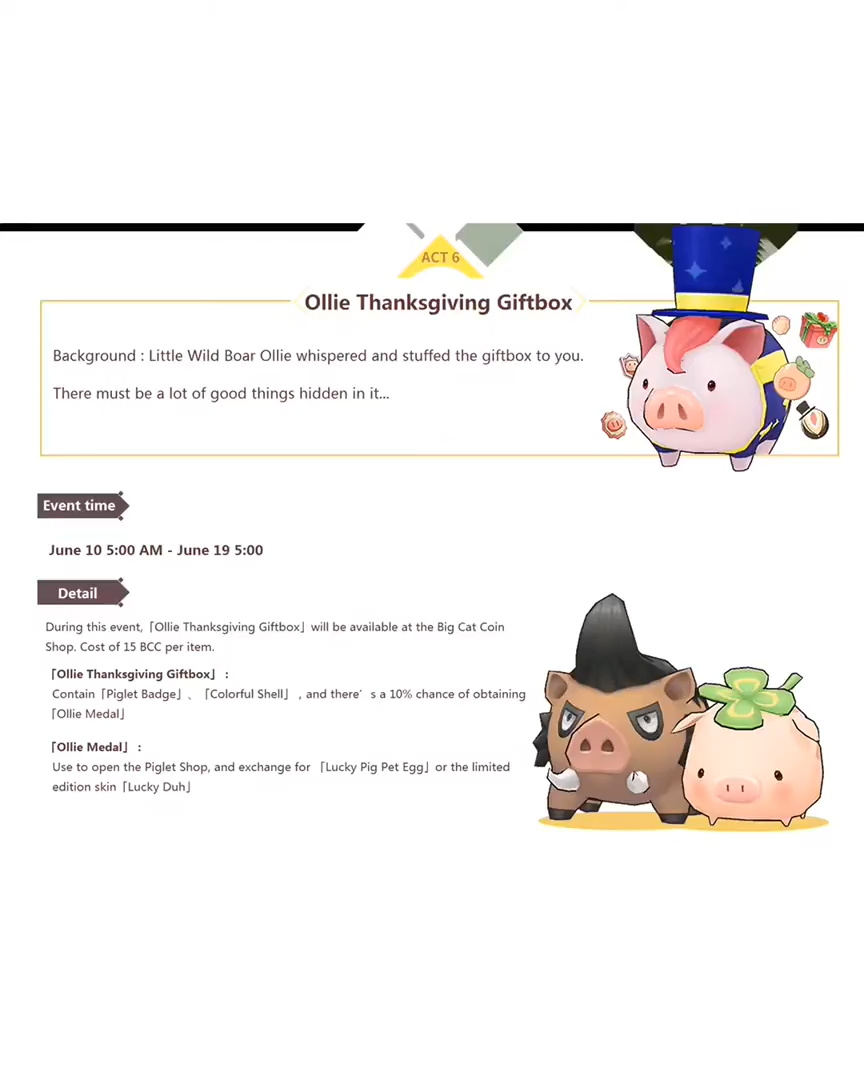 ACT 6
Ollie Thanksgiving Giftbox
Background : Little Wild Boar Ollie whispered and stuffed the giftbox to you.
There must be a lot of good things hidden in it...
Event time
June 10 5:00 AM - June 19 5:00
Detail
During this event,「Ollie Thanksgiving Giftbox」will be available at the Big Cat Coin
Shop. Cost of 15 BCC per item.
「Ollie Thanksgiving Giftbox」:
Contain「Piglet Badge」、「Colorful Shell」, and there's a 10% chance of obtaining
「Ollie Medal」
「Ollie Medal」:
Use to open the Piglet Shop, and exchange for 「Lucky Pig Pet Egg」or the limited
edition skin「Lucky Duh」